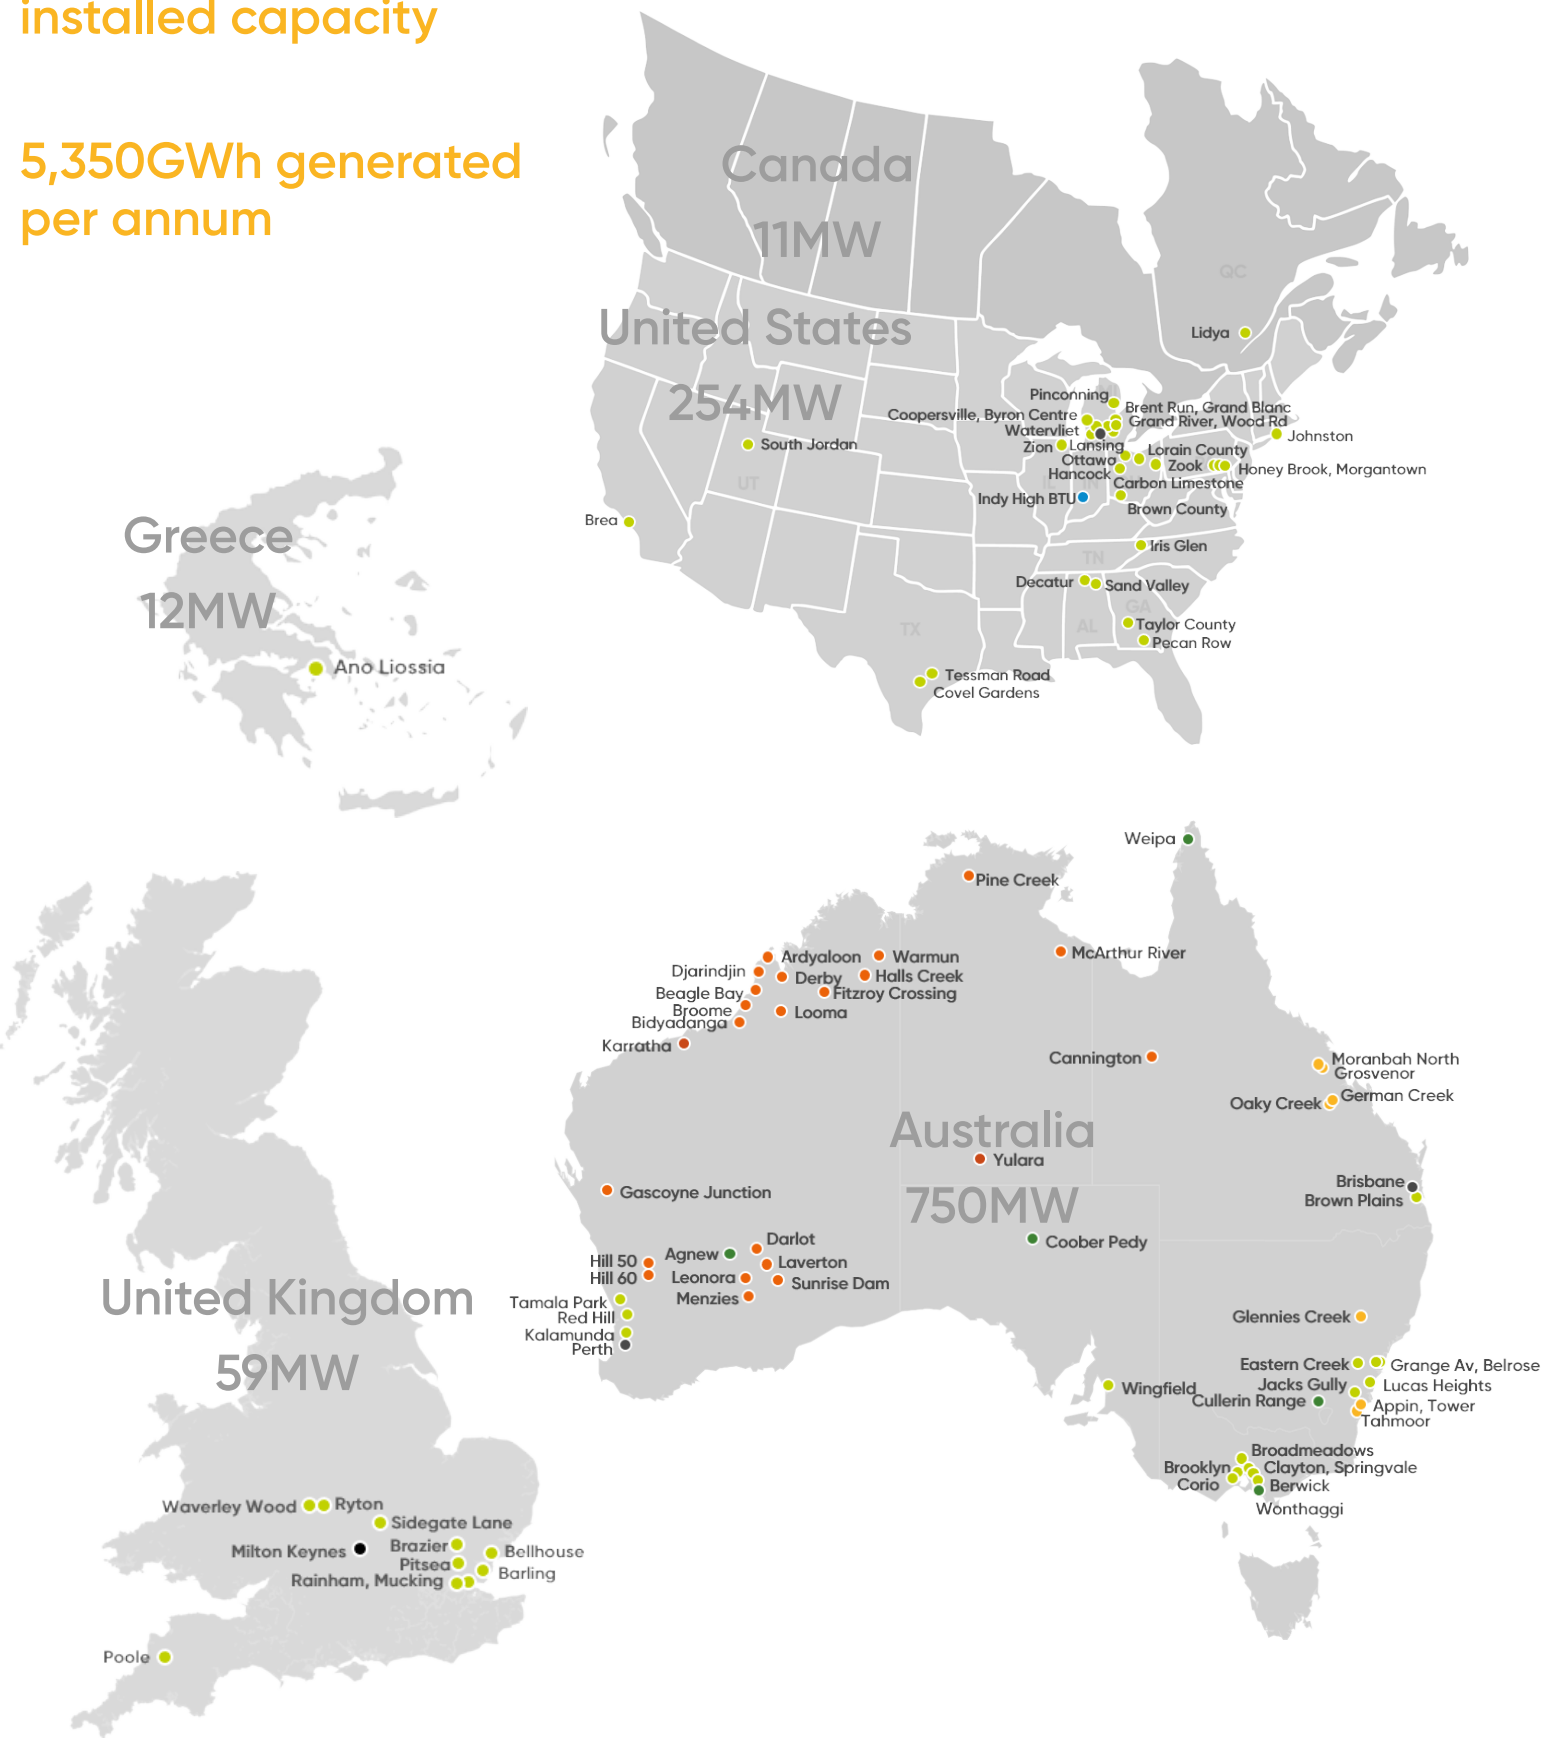 installed capacity
5,350GWh generated
per annum
Canada
11MW
QC
Lidya
United States
254MW
Pinconning
Brent Run, Grand Blanc
Coopersville, Byron Centre
Grand River, Wood Rd
Watervliet
Johnston
Zion
Lansing
South Jordan
Lorain County
Ottawa
Zook
Honey Brook, Morgantown
Hancock
Carbon Limestone
UT
IL
IN
Indy High BTU
Brown County
Brea
Iris Glen
TN
Decatur
Sand Valley
GA
Taylor County
AL
TX
Pecan Row
Tessman Road
Covel Gardens
Greece
12MW
Ano Liossia
Weipa
Pine Creek
McArthur River
Ardyaloon
Warmun
Djarindjin
Derby
Halls Creek
Beagle Bay
Fitzroy Crossing
Broome
Looma
Bidyadanga
Karratha
Cannington
Moranbah North
Grosvenor
German Creek
Oaky Creek
Australia
750MW
Yulara
Brisbane
Brown Plains
Gascoyne Junction
Coober Pedy
Darlot
Agnew
Hill 50
Laverton
Hill 60
Leonora
Sunrise Dam
Menzies
Tamala Park
Red Hill
Kalamunda
Perth
Glennies Creek
Eastern Creek
Grange Av, Belrose
Jacks Gully
Lucas Heights
Wingfield
Cullerin Range
Appin, Tower
Tahmoor
Broadmeadows
Brooklyn
Clayton, Springvale
Corio
Berwick
Wonthaggi
United Kingdom
59MW
Waverley Wood
Ryton
Sidegate Lane
Milton Keynes
Brazier
Bellhouse
Pitsea
Barling
Rainham, Mucking
Poole